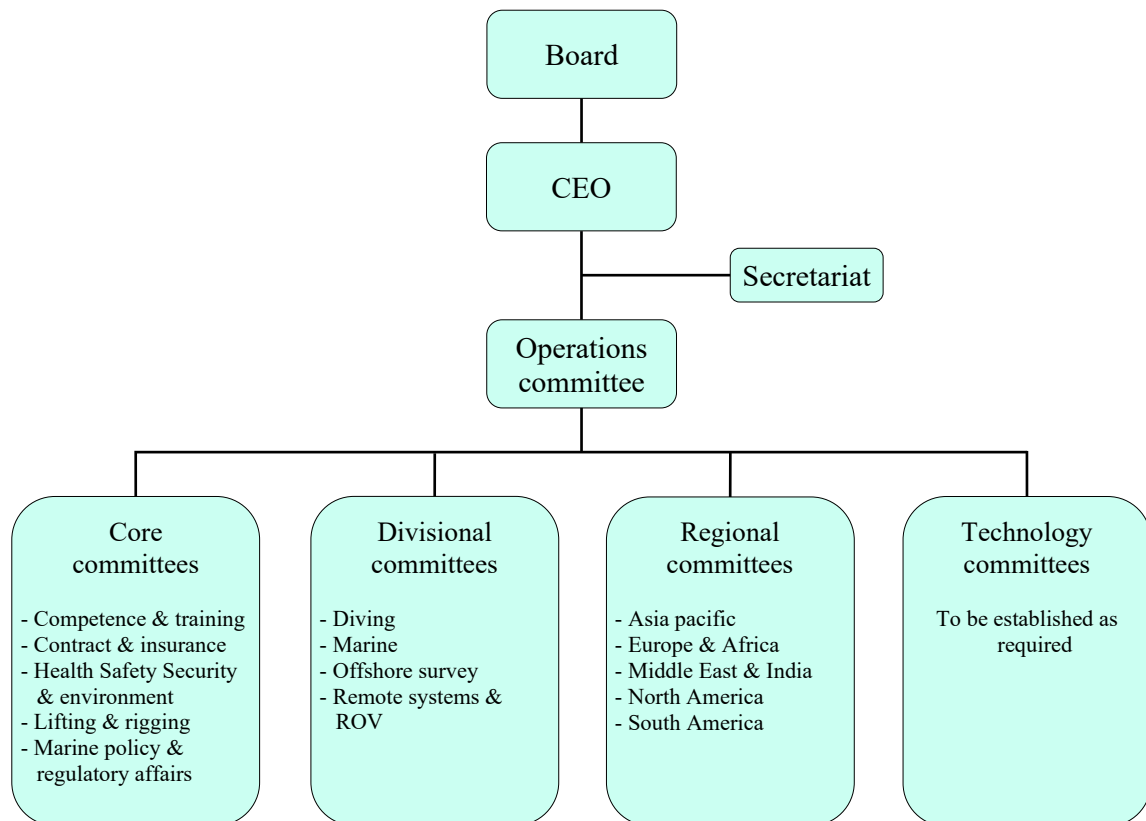 Board
CEO
Secretariat
Operations
committee
Core
committees
- Competence & training
- Contract & insurance
- Health Safety Security
& environment
- Lifting & rigging
- Marine policy &
regulatory affairs
Divisional
committees
- Diving
- Marine
- Offshore survey
- Remote systems &
ROV
Regional
committees
- Asia pacific
- Europe & Africa
- Middle East & India
- North America
- South America
Technology
committees
To be established as
required